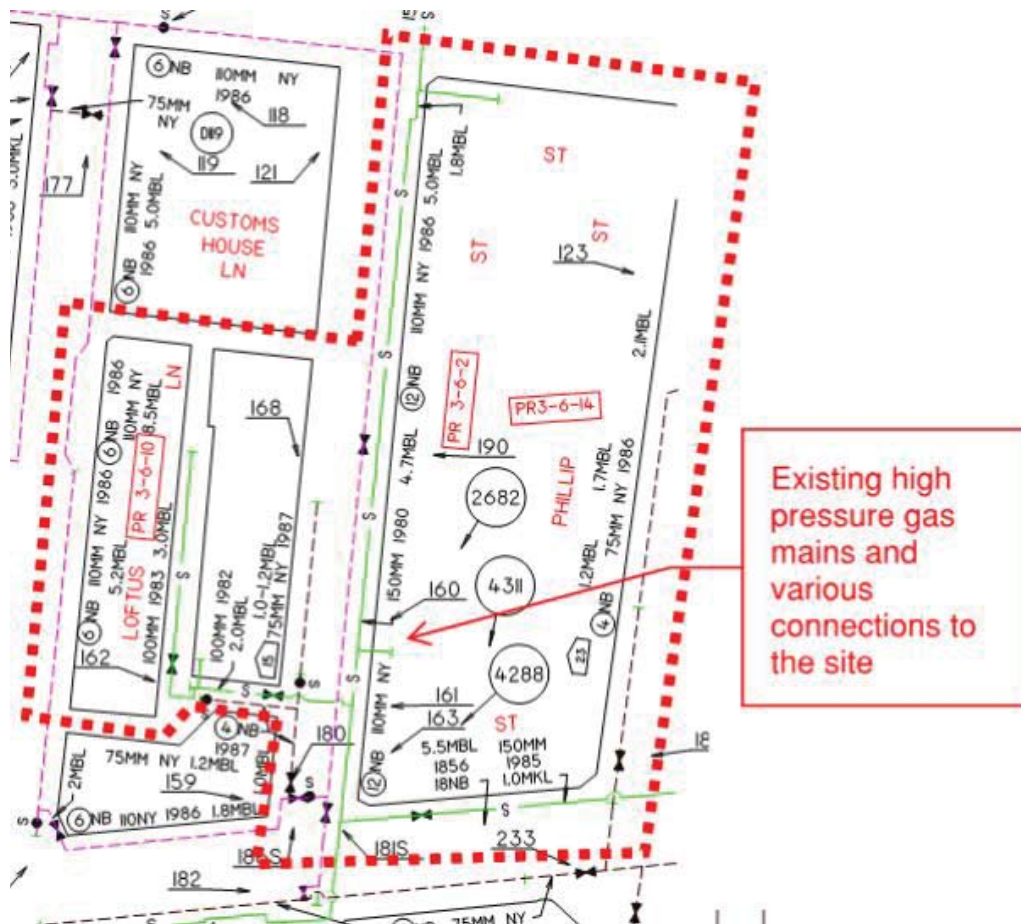 S
6 NB 110MM NY
1986
75MM
NY
118
D119
119
121
177
110MM NY
6 NB 1986 5.0MBL
CUSTOMS
HOUSE
LN
S
1.8MBL
ST
ST
ST
123
12 NB 110MM NY 1986 5.0MBL
2.1MBL
S
PR 3-6-2
PR3-6-14
190
2682
PHILLIP
4311
4288
23
ST
150MM 1980 4.7MBL
1.7MBL
1.2MBL
4 NB 75MM NY 1986
160
161
163
12 NB 110MM NY
5.5MBL
1856
18NB
150MM
1985
1.0MKL
S
168
LN
LOFTUS
PR 3-6-10
6 NB 110MM NY 1986
5.2MBL
6 NB 1986
110MM NY
8.5MBL
100MM 1983 3.0MBL
162
S
100MM 1982
2.0MBL
1.0-1.2MBL
75MM NY 1987
15
S
S
4 NB
1987
75MM NY 1.2MBL
159
6 NB 110NY 1986 1.8MBL
180
181S
182
233
S
75MM NY
Existing high
pressure gas
mains and
various
connections to
the site